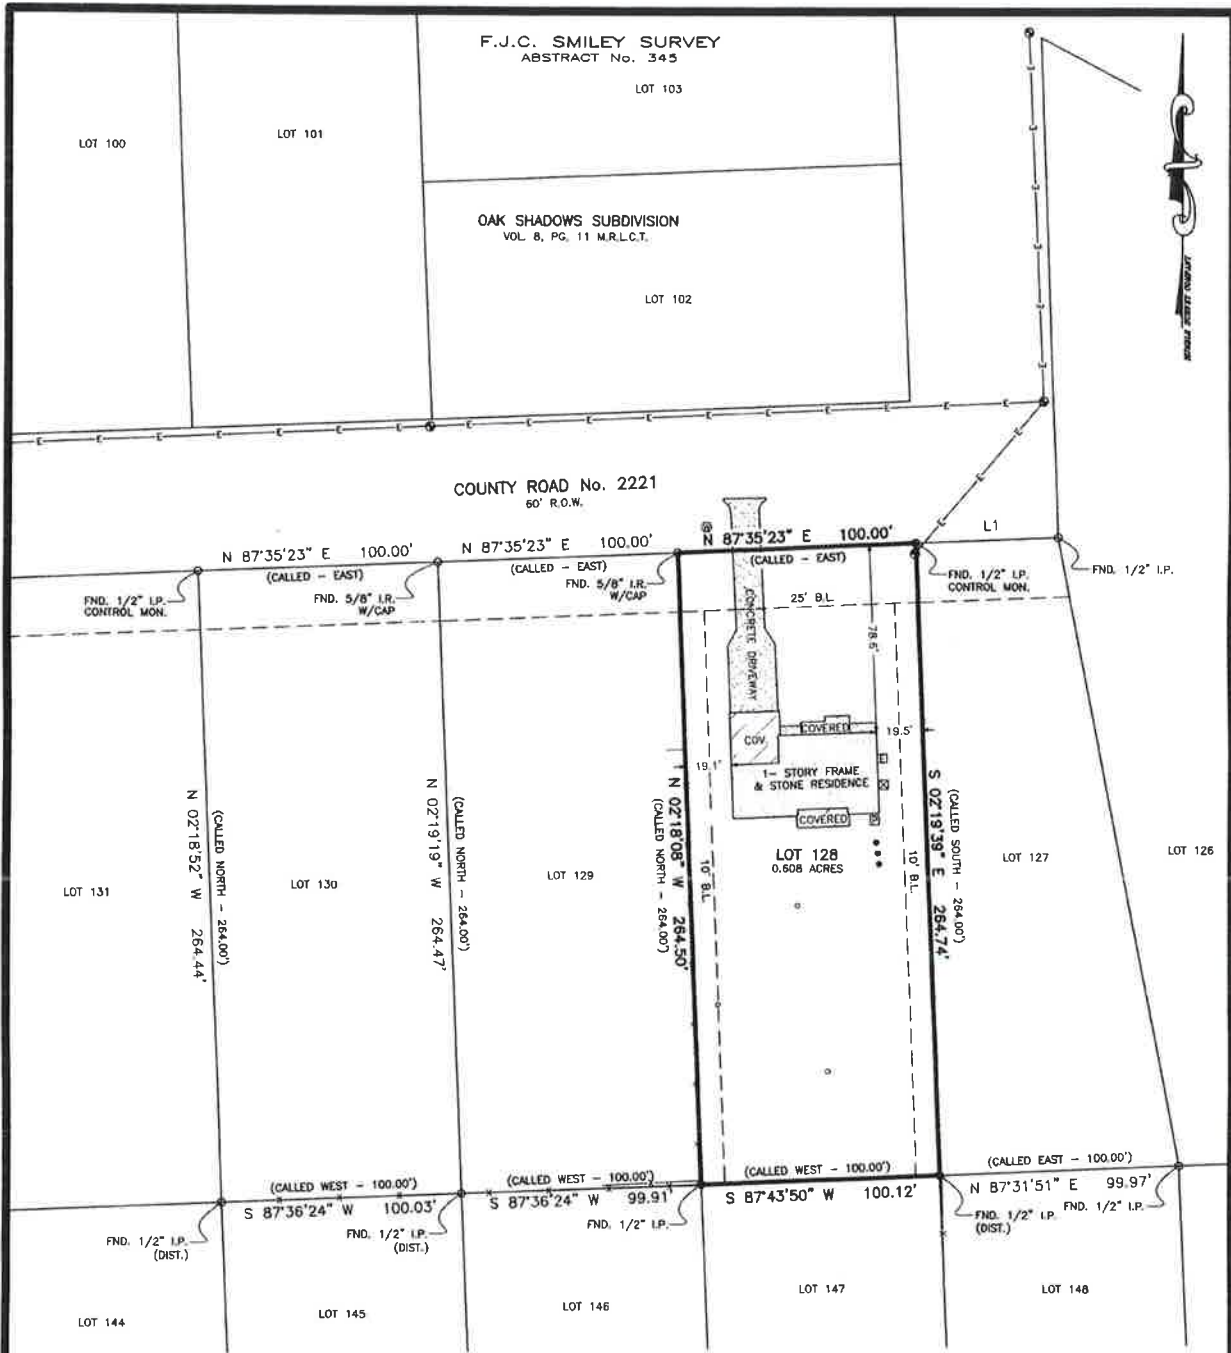 F.J.C. SMILEY SURVEY
ABSTRACT No. 345
LOT 103
LOT 101
LOT 100
OAK SHADOWS SUBDIVISION
VOL. 8, PG. 11 M.R.L.C.T.
LOT 102
COUNTY ROAD No. 2221
60' R.O.W.
N 87°35'23" E 100.00'
(CALLED - EAST)
N 87°35'23" E 100.00'
(CALLED - EAST)
N 87°35'23" E 100.00'
(CALLED - EAST)
L1
FND. 1/2" I.P.
CONTROL MON.
FND. 5/8" I.R.
W/CAP
FND. 5/8" I.R.
W/CAP
FND. 1/2" I.P.
CONTROL MON.
FND. 1/2" I.P.
25' B.L.
CONCRETE DRIVEWAY
78.6'
COVERED
COV.
19.5'
19.1'
1- STORY FRAME
& STONE RESIDENCE
COVERED
LOT 128
0.608 ACRES
10' B.L.
10' B.L.
N 02°18'52" W 264.44'
(CALLED NORTH - 264.00')
N 02°19'19" W 264.47'
(CALLED NORTH - 264.00')
N 02°18'08" W 264.50'
(CALLED NORTH - 264.00')
S 02°19'39" E 264.74'
(CALLED SOUTH - 264.00')
LOT 131
LOT 130
LOT 129
LOT 127
LOT 126
(CALLED WEST - 100.00')
S 87°36'24" W 100.03'
(CALLED WEST - 100.00')
S 87°36'24" W 99.91'
(CALLED WEST - 100.00')
S 87°43'50" W 100.12'
(CALLED EAST - 100.00')
N 87°31'51" E 99.97'
FND. 1/2" I.P.
(DIST.)
FND. 1/2" I.P.
(DIST.)
FND. 1/2" I.P.
FND. 1/2" I.P.
(DIST.)
FND. 1/2" I.P.
LOT 144
LOT 145
LOT 146
LOT 147
LOT 148